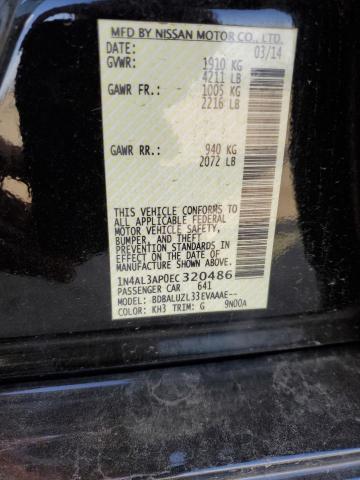 MFD BY NISSAN MOTOR CO., LTD.
DATE: 03/14
GVWR: 1910 KG
4211 LB
GAWR FR.: 1005 KG
2216 LB
GAWR RR.: 940 KG
2072 LB
THIS VEHICLE CONFORMS TO
ALL APPLICABLE FEDERAL
MOTOR VEHICLE SAFETY,
BUMPER, AND THEFT
PREVENTION STANDARDS IN
EFFECT ON THE DATE OF
MANUFACTURE SHOWN ABOVE.
1N4AL3AP0EC320486
PASSENGER CAR 641
MODEL: BDBALUZL33EVAAAE--
COLOR: KH3 TRIM: G 9N00A